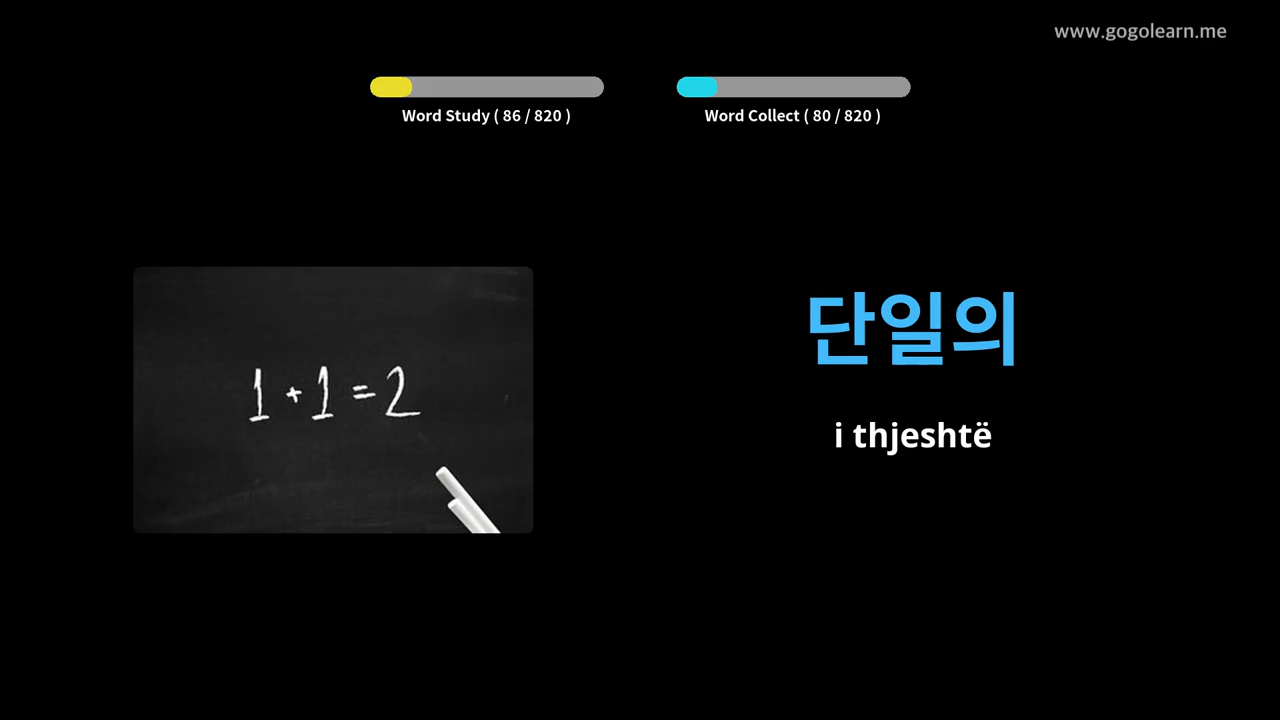 www.gogolearn.me
Word Study ( 86 / 820 )
Word Collect ( 80 / 820 )
1 + 1 = 2
단일의
i thjeshtë